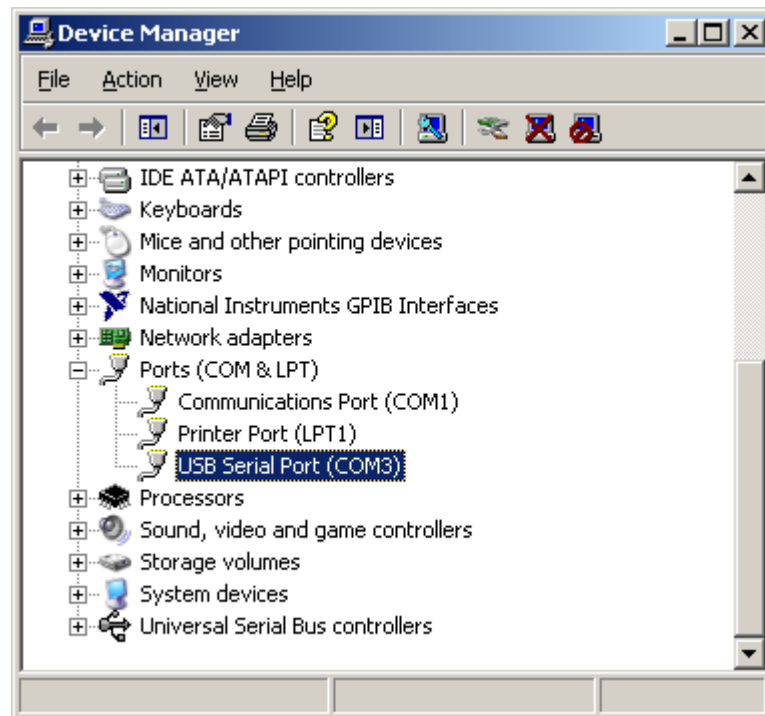 Device Manager
File Action View Help
IDE ATA/ATAPI controllers
Keyboards
Mice and other pointing devices
Monitors
National Instruments GPIB Interfaces
Network adapters
Ports (COM & LPT)
Communications Port (COM1)
Printer Port (LPT1)
USB Serial Port (COM3)
Processors
Sound, video and game controllers
Storage volumes
System devices
Universal Serial Bus controllers